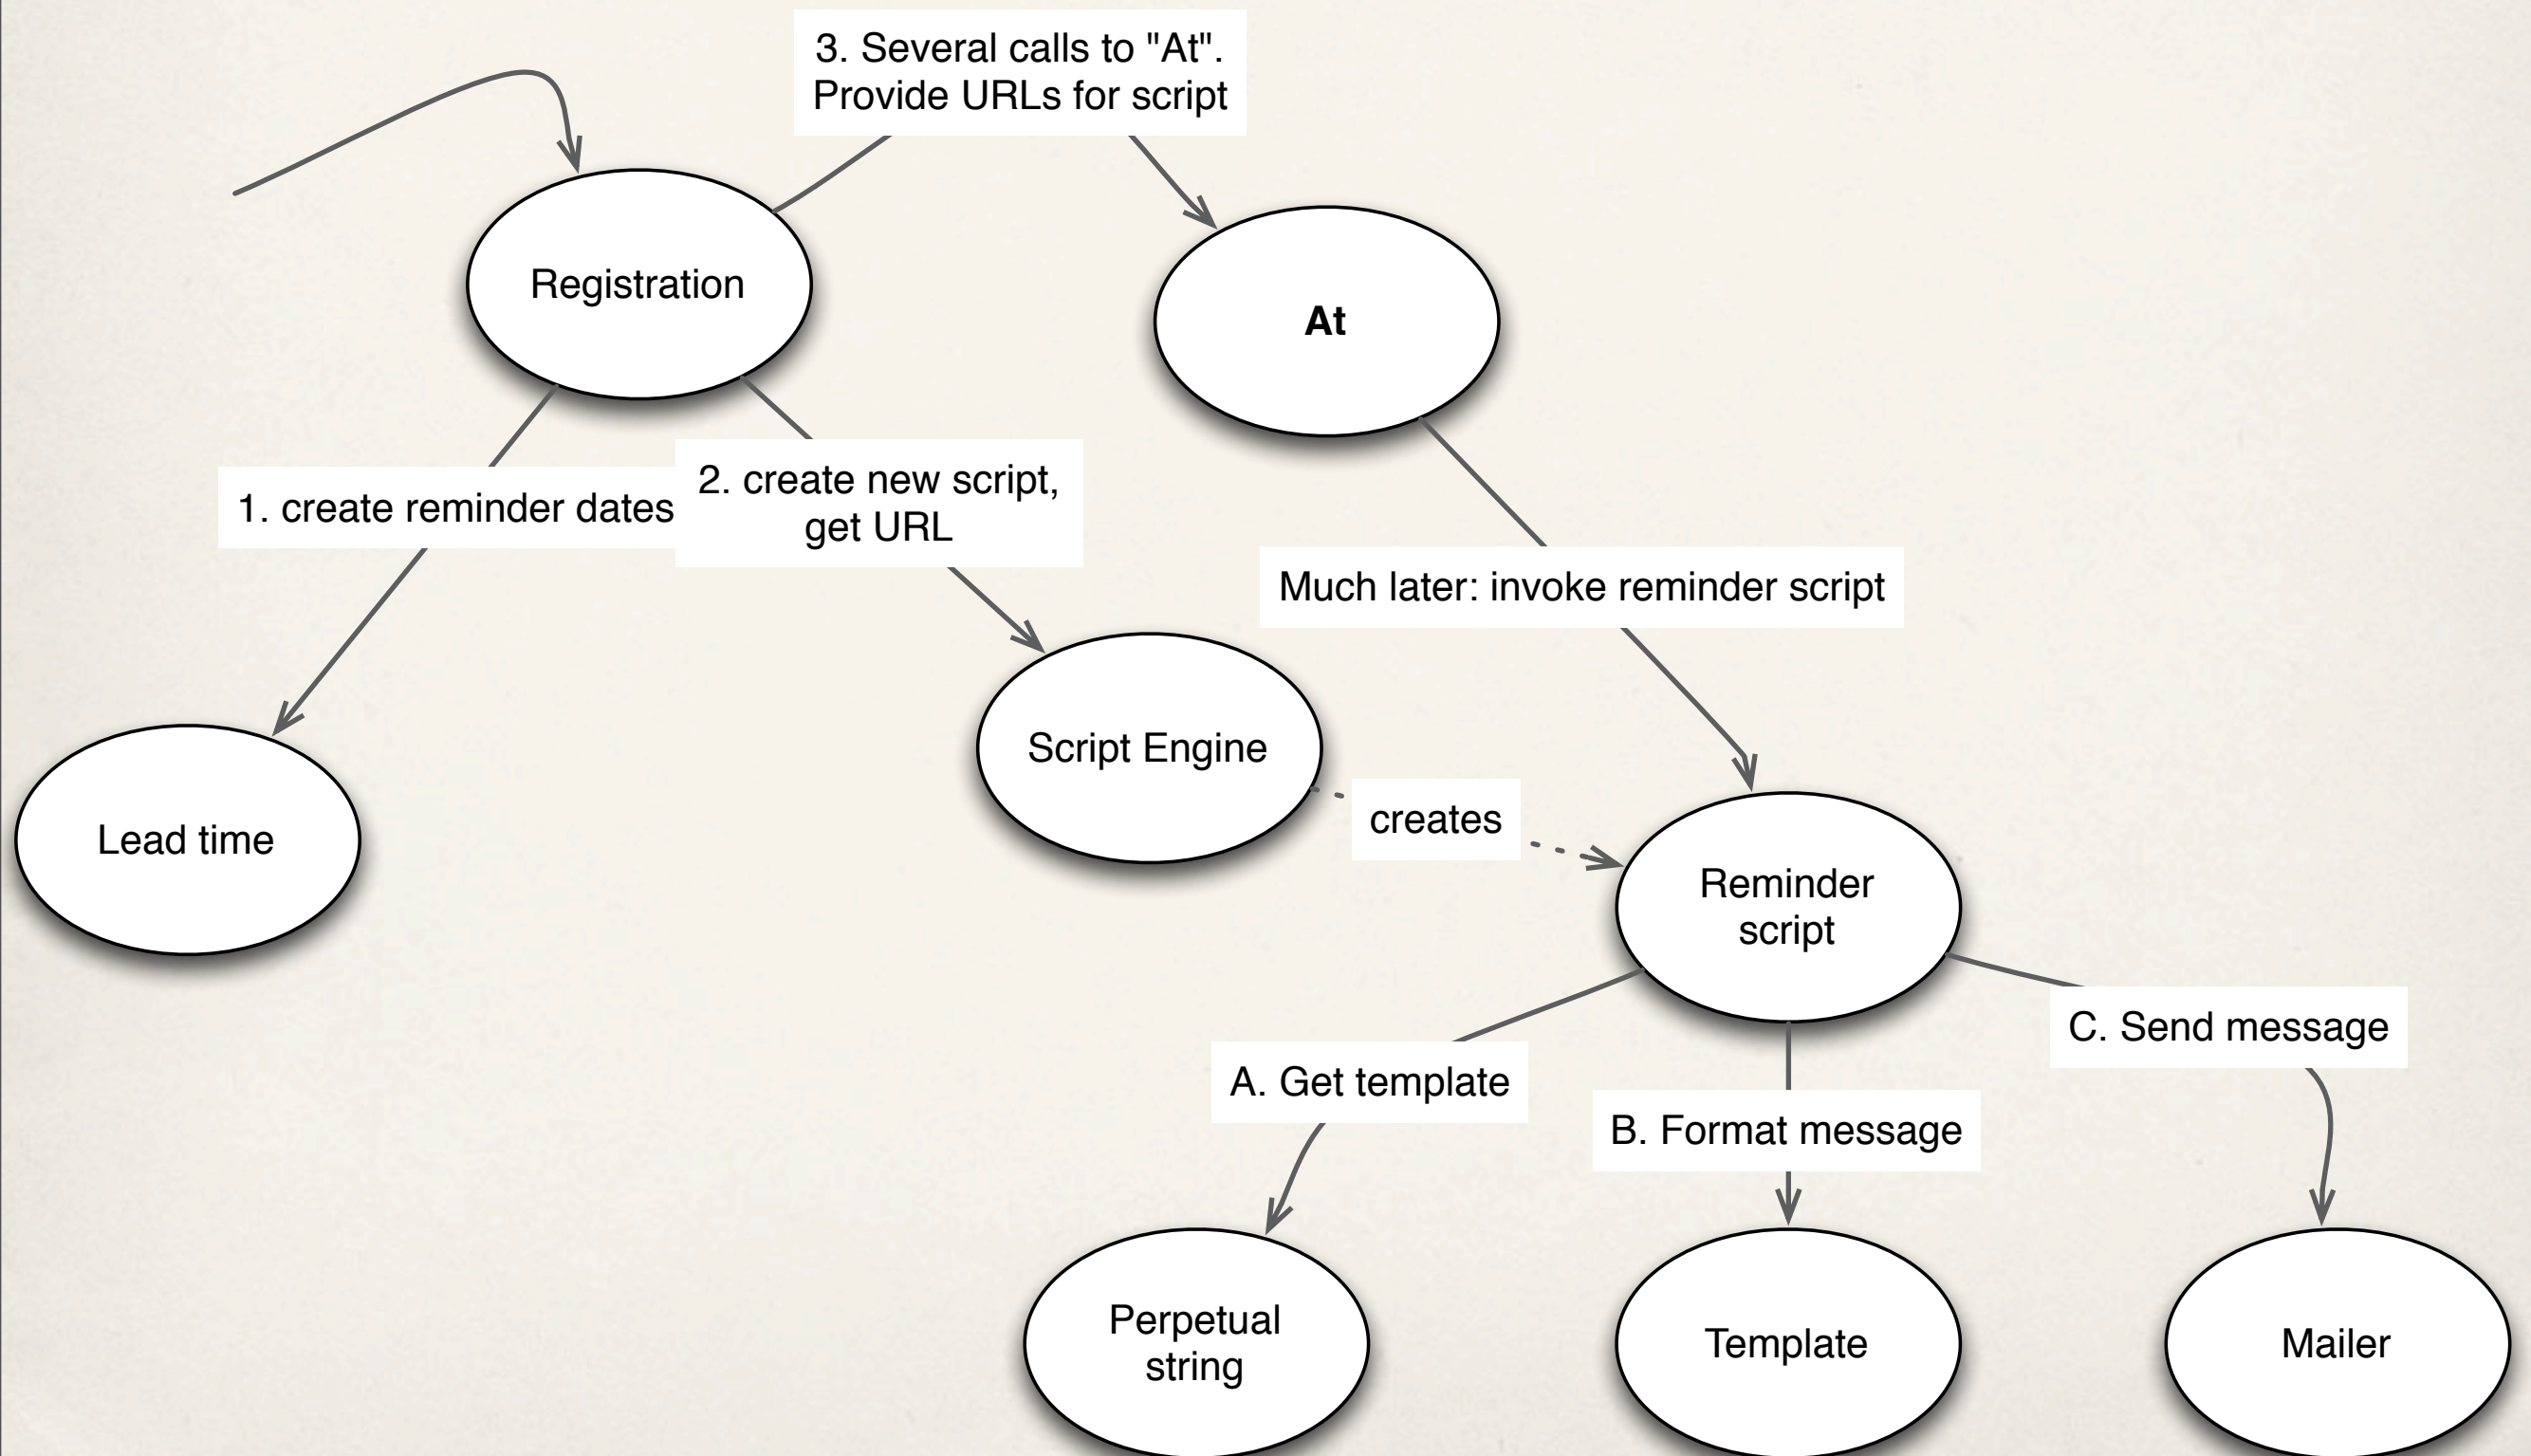 3. Several calls to "At".
Provide URLs for script
Registration
At
1. create reminder dates
2. create new script,
get URL
Much later: invoke reminder script
Script Engine
Lead time
creates
Reminder
script
C. Send message
A. Get template
B. Format message
Perpetual
string
Template
Mailer